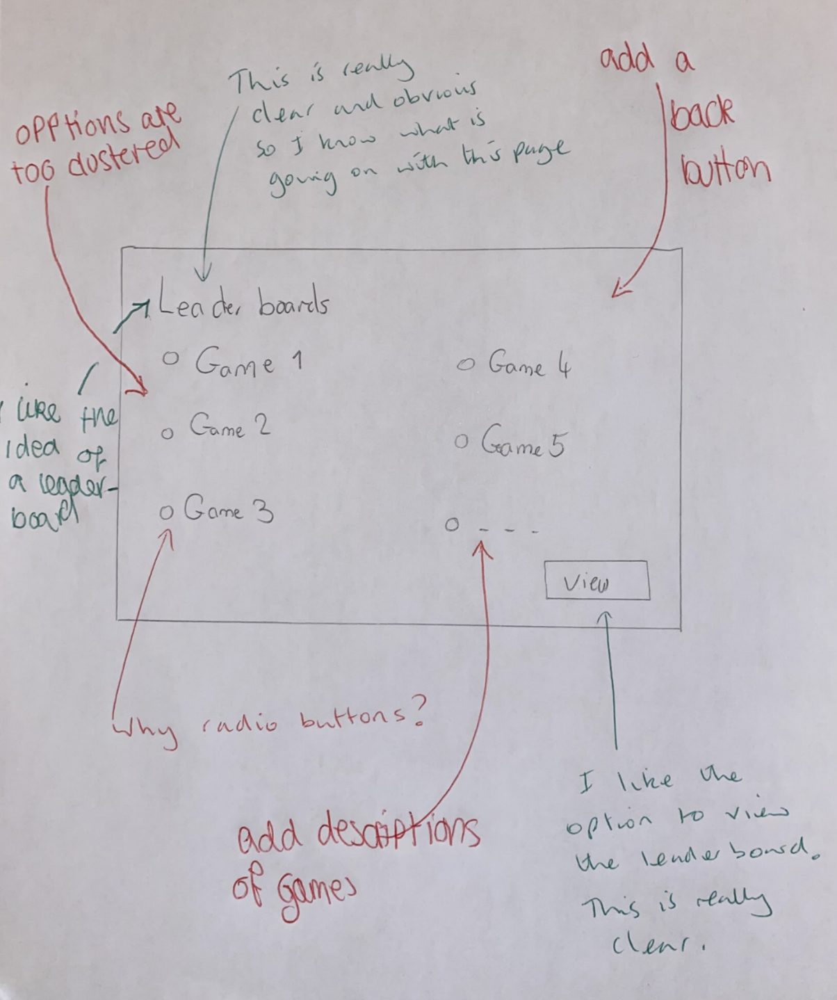 This is really
clear and obvious
so I know what is
going on with this page
add a
back
button
oPPtions are
too clustered
Leader boards
Game 1
Game 2
Game 3
Game 4
Game 5
- - -
View
I like the
idea of
a leader-
board
Why radio buttons?
add descriptions
of games
I like the
option to view
the leaderboard.
This is really
clear.